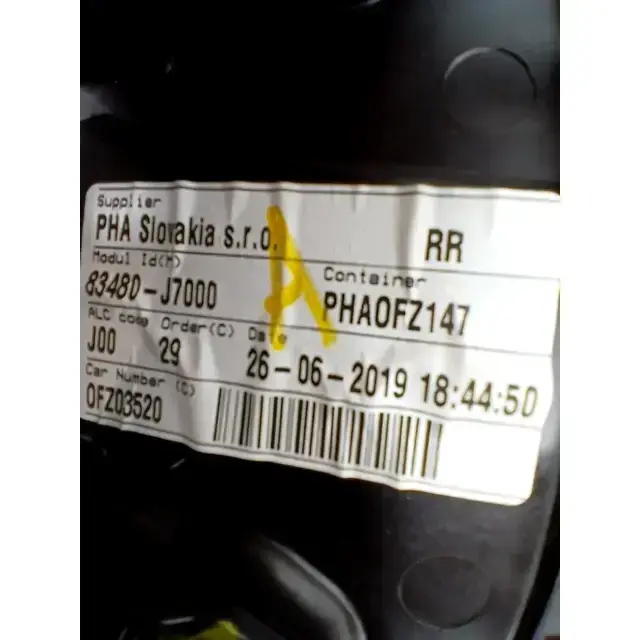 Supplier
PHA Slovakia s.r.o.
RR
Modul Id(M)
Container
83480-J7000
PHAOFZ147
A
ALC code Order(C) Date
J00 29 26-06-2019 18:44:50
Car Number (C)
OFZ03520